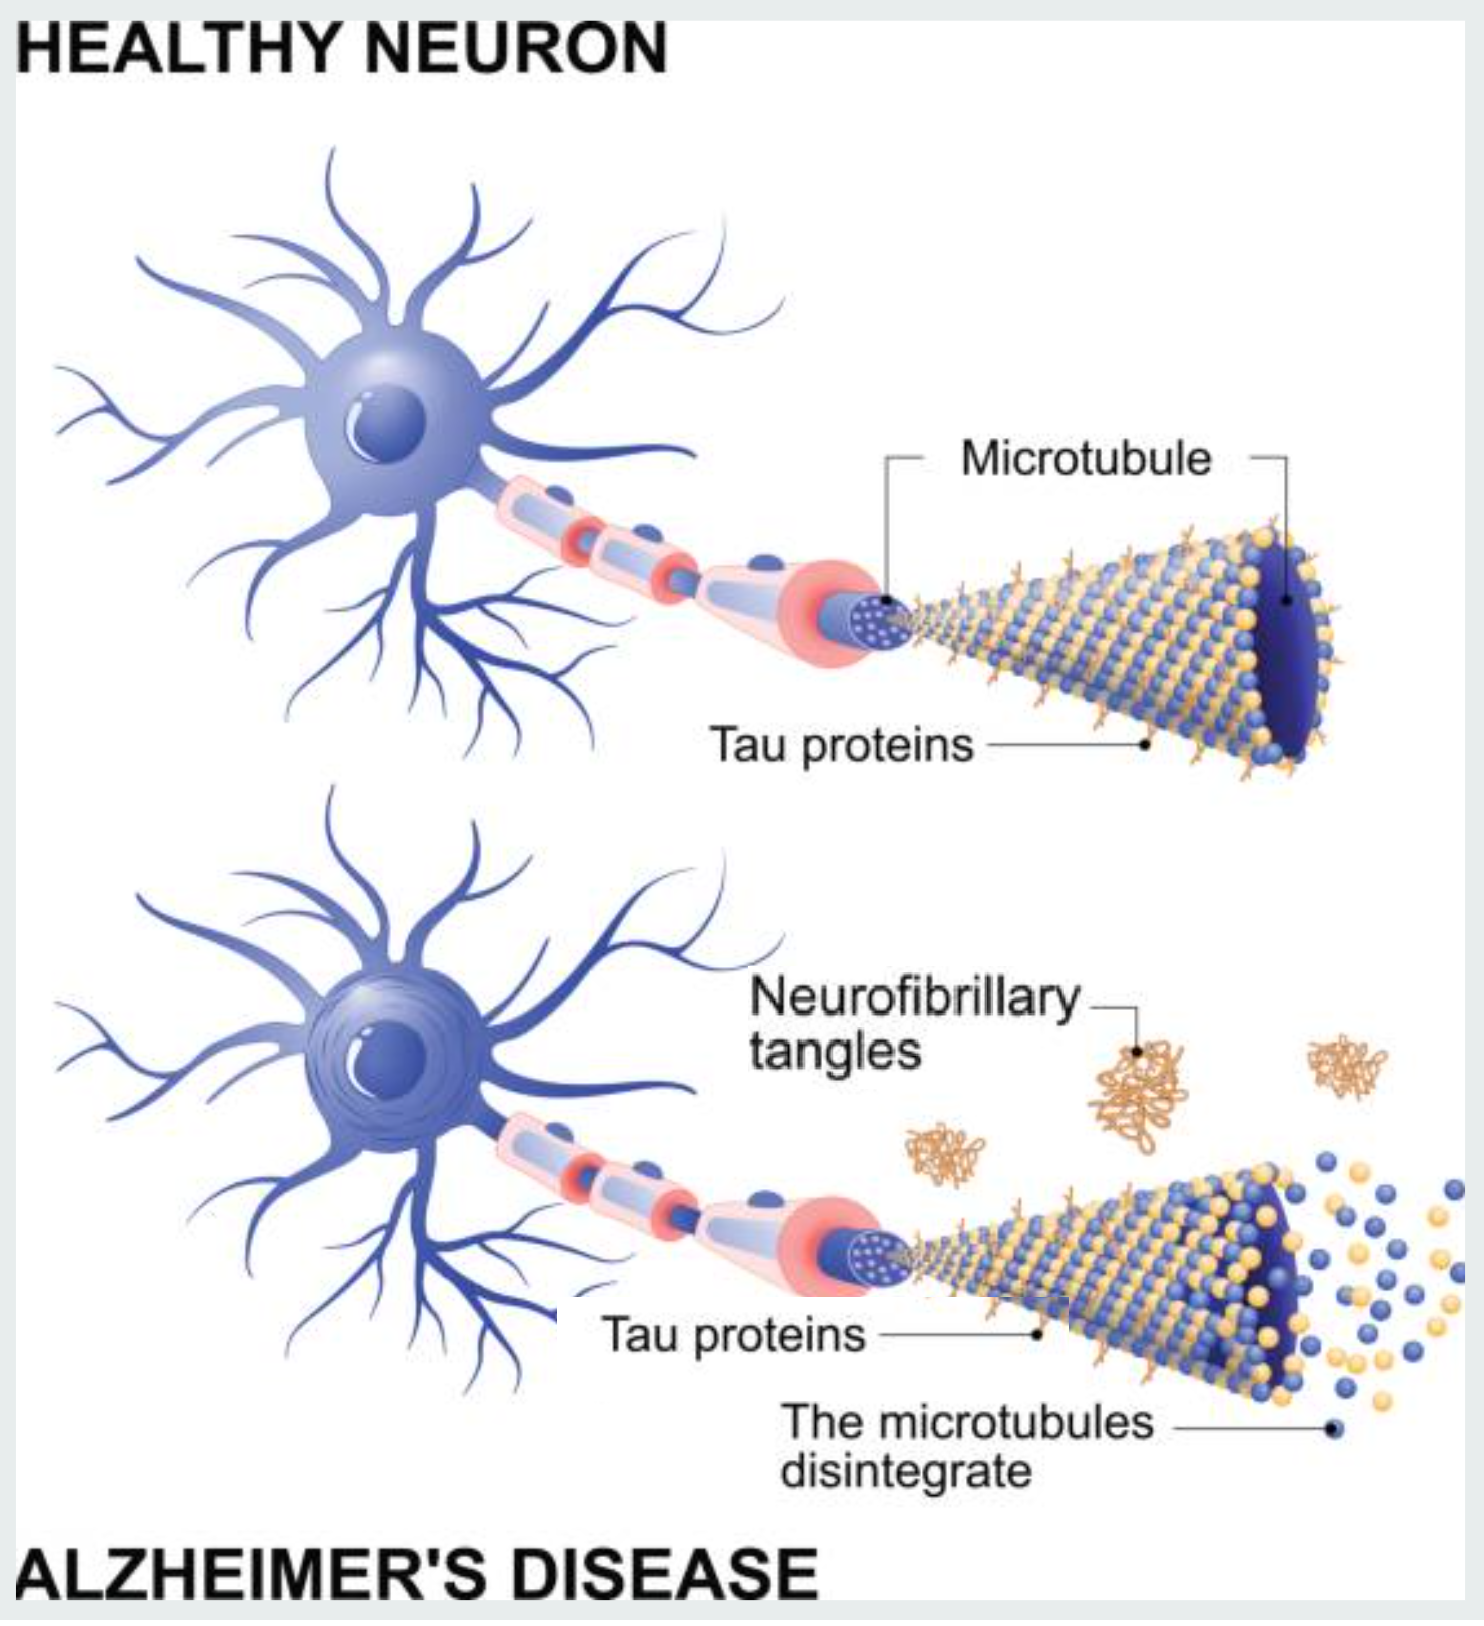 HEALTHY NEURON
Microtubule
Tau proteins
Neurofibrillary
tangles
Tau proteins
The microtubules
disintegrate
ALZHEIMER'S DISEASE